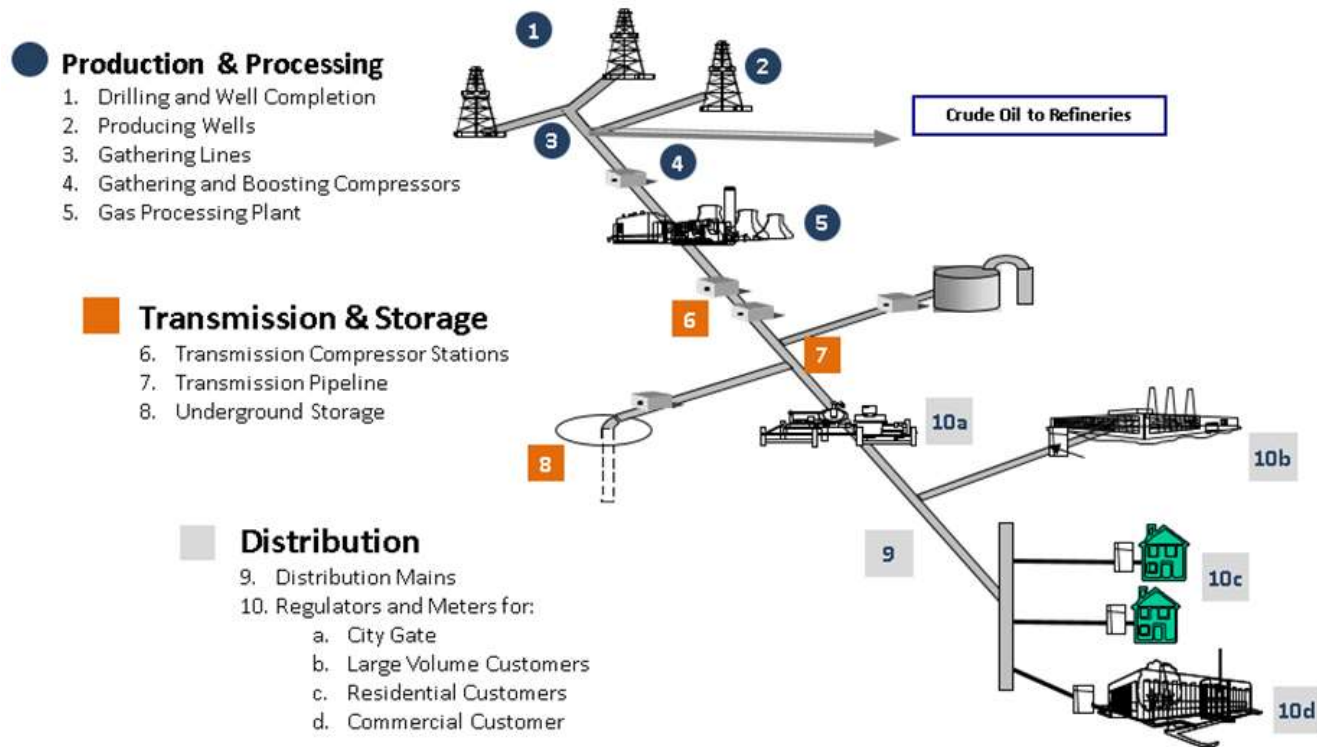 Production & Processing
1. Drilling and Well Completion
2. Producing Wells
3. Gathering Lines
4. Gathering and Boosting Compressors
5. Gas Processing Plant
1
2
Crude Oil to Refineries
3
4
5
Transmission & Storage
6. Transmission Compressor Stations
7. Transmission Pipeline
8. Underground Storage
6
7
8
10a
10b
Distribution
9. Distribution Mains
10. Regulators and Meters for:
a. City Gate
b. Large Volume Customers
c. Residential Customers
d. Commercial Customer
9
10c
10d